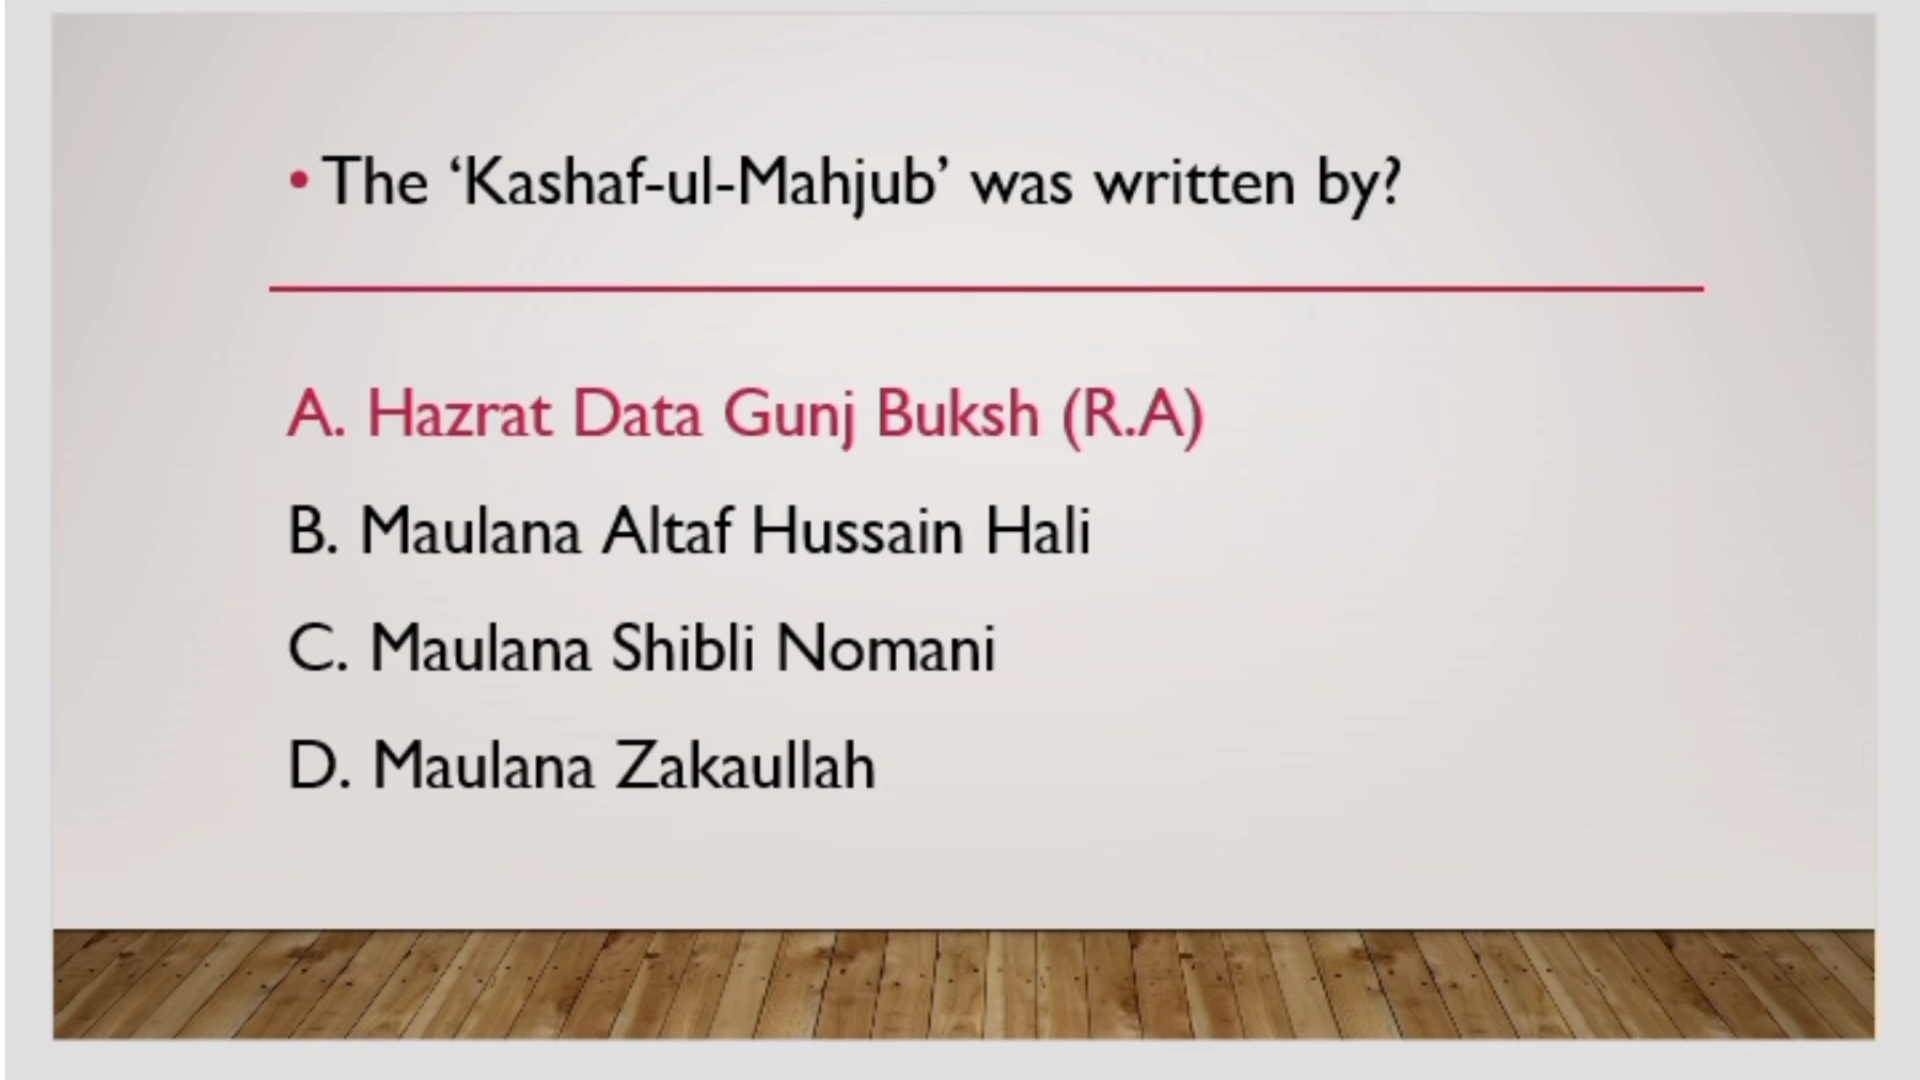 • The ‘Kashaf-ul-Mahjub’ was written by?
A. Hazrat Data Gunj Buksh (R.A)
B. Maulana Altaf Hussain Hali
C. Maulana Shibli Nomani
D. Maulana Zakaullah